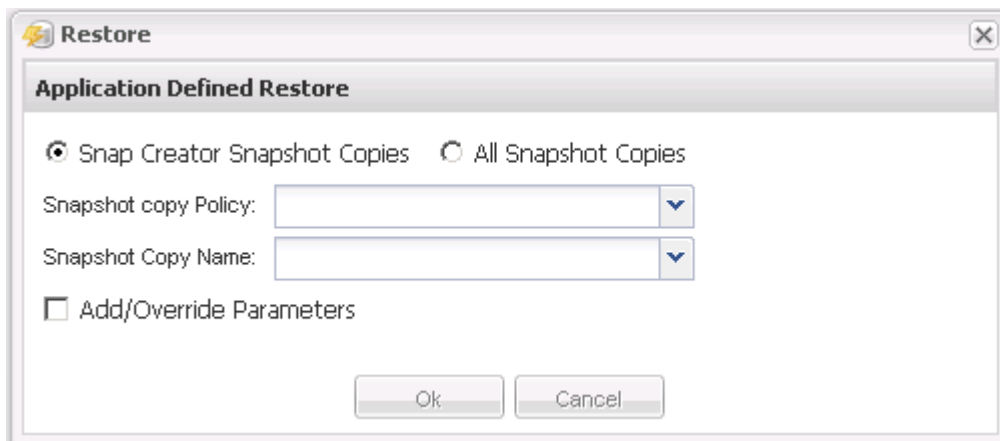 Restore
Application Defined Restore
Snap Creator Snapshot Copies All Snapshot Copies
Snapshot copy Policy:
Snapshot Copy Name:
Add/Override Parameters
Ok Cancel